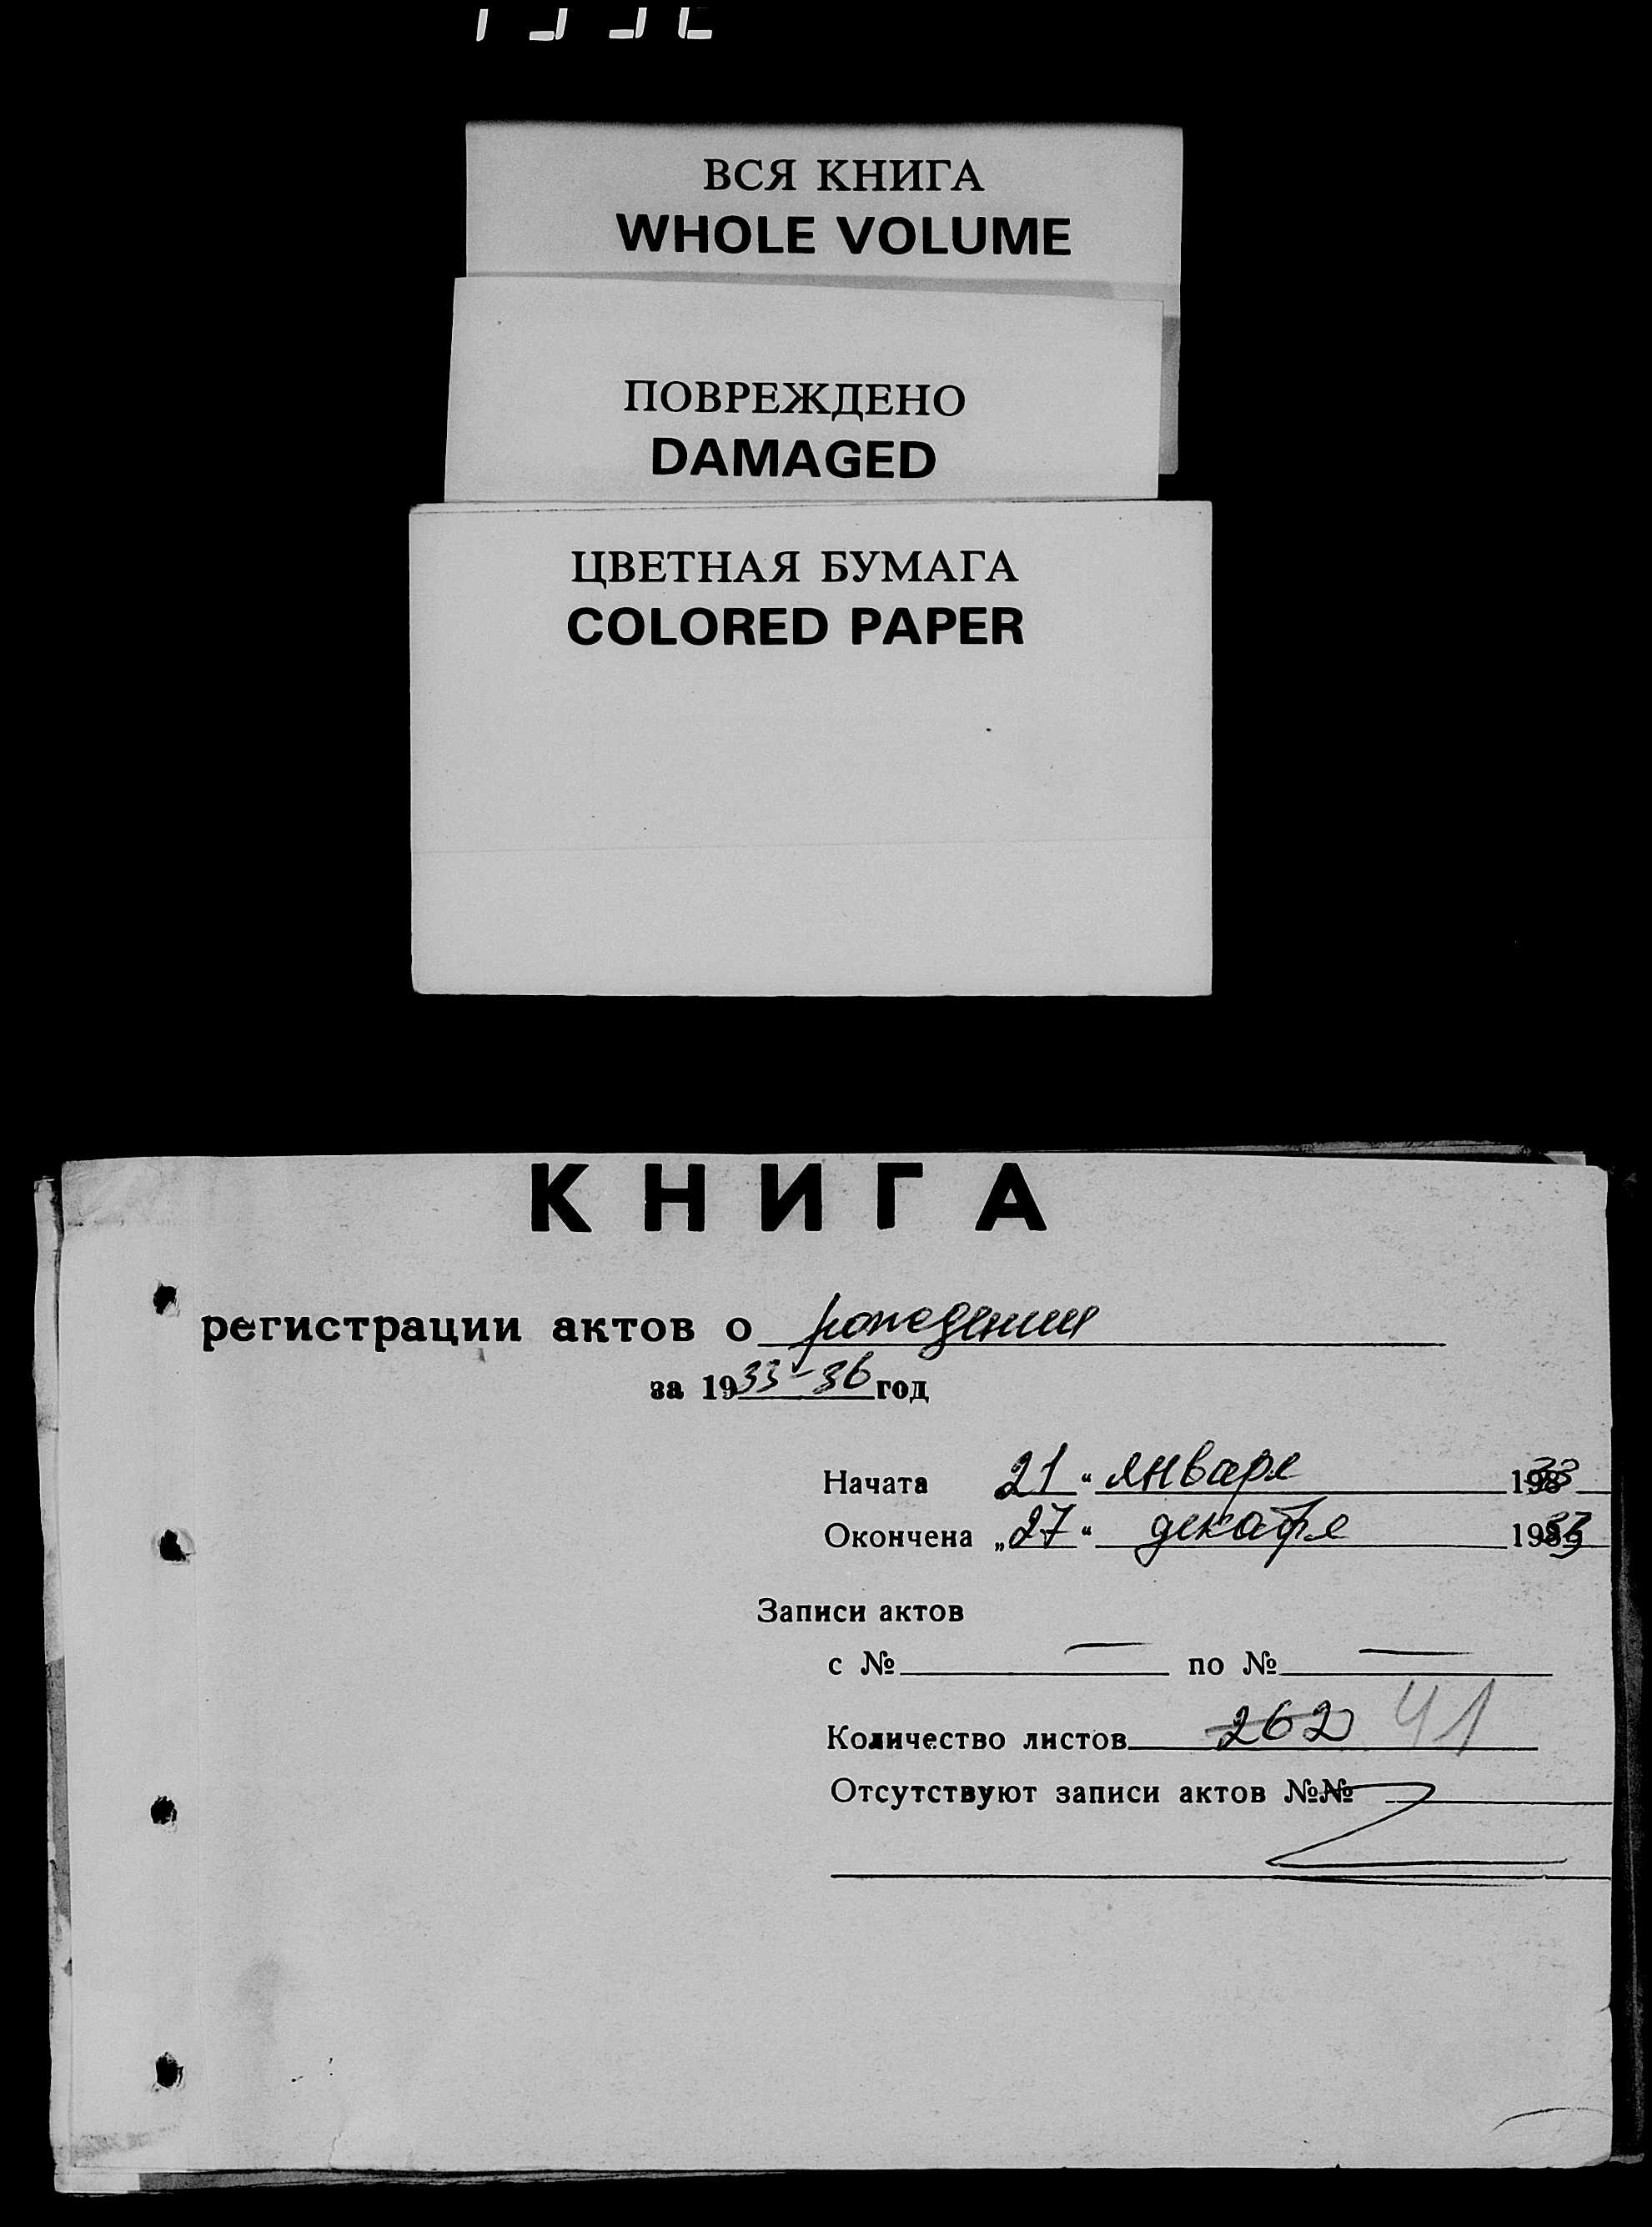 ВСЯ КНИГА
WHOLE VOLUME
ПОВРЕЖДЕНО
DAMAGED
ЦВЕТНАЯ БУМАГА
COLORED PAPER
КНИГА
регистрации актов о рождении
за 1933-36 год
Начата 21 “ января
Окончена „27“ декабря
Записи актов
с № — по № —
Количество листов 262 41
Отсутствуют записи актов №№